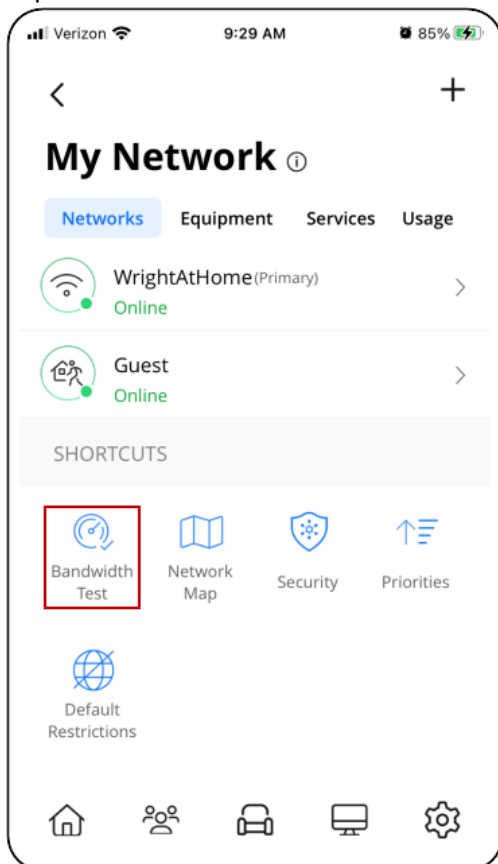 Verizon 9:29 AM 85%
My Network
Networks Equipment Services Usage
WrightAtHome (Primary)
Online
Guest
Online
SHORTCUTS
Bandwidth Test
Network Map
Security
Priorities
Default Restrictions